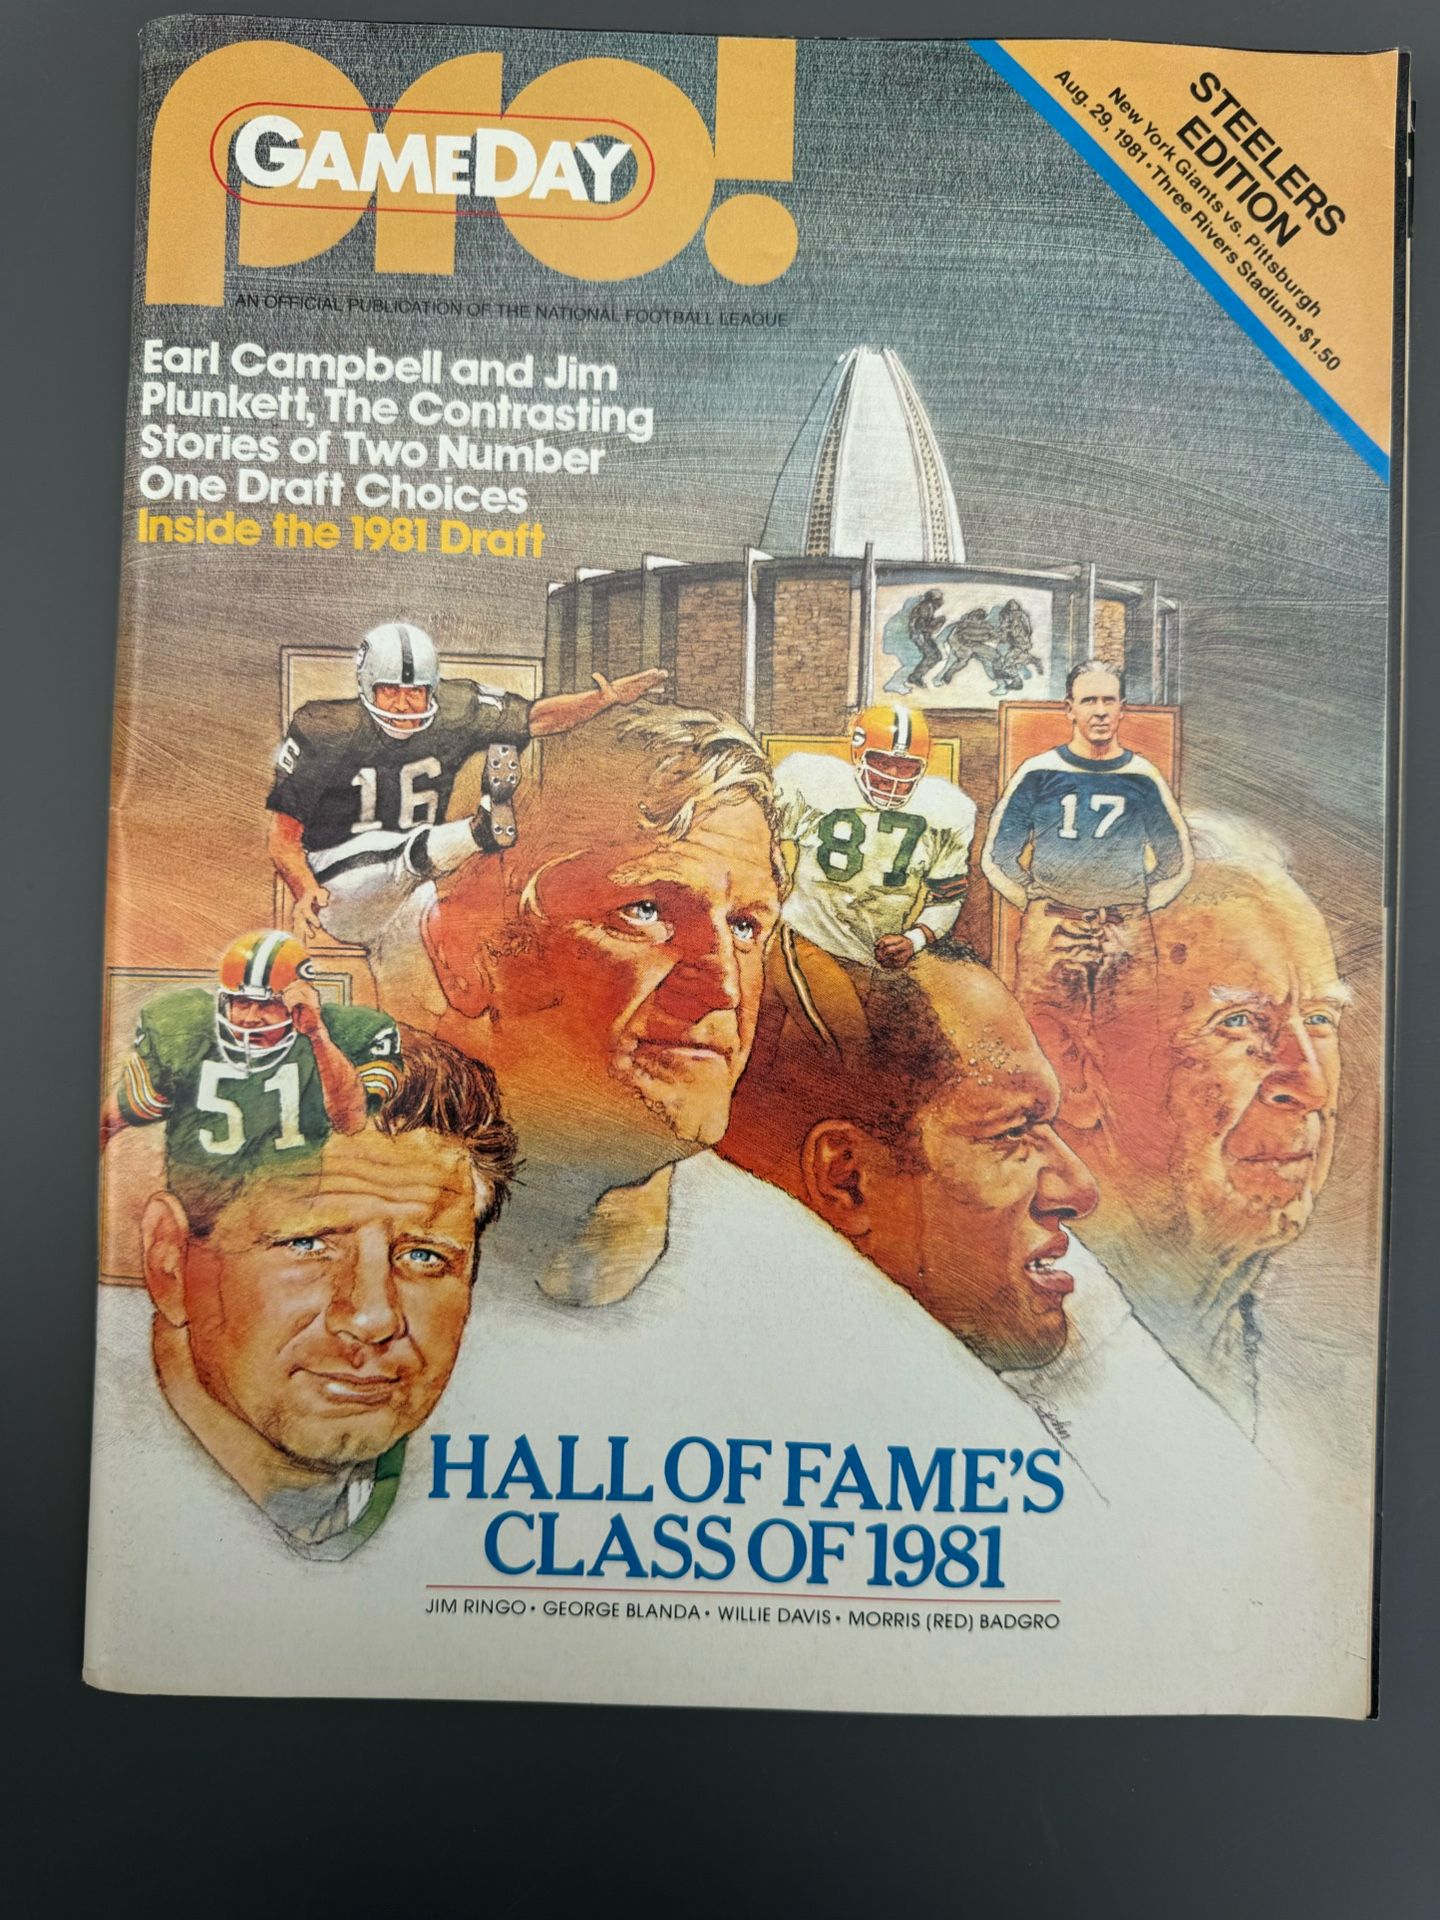 pro!
GAMEDAY
AN OFFICIAL PUBLICATION OF THE NATIONAL FOOTBALL LEAGUE
STEELERS
EDITION
New York Giants vs. Pittsburgh
Aug. 29, 1981 • Three Rivers Stadium • $1.50
Earl Campbell and Jim
Plunkett, The Contrasting
Stories of Two Number
One Draft Choices
Inside the 1981 Draft
16
16
16
87
17
51
51
HALL OF FAME'S
CLASS OF 1981
JIM RINGO • GEORGE BLANDA • WILLIE DAVIS • MORRIS (RED) BADGRO